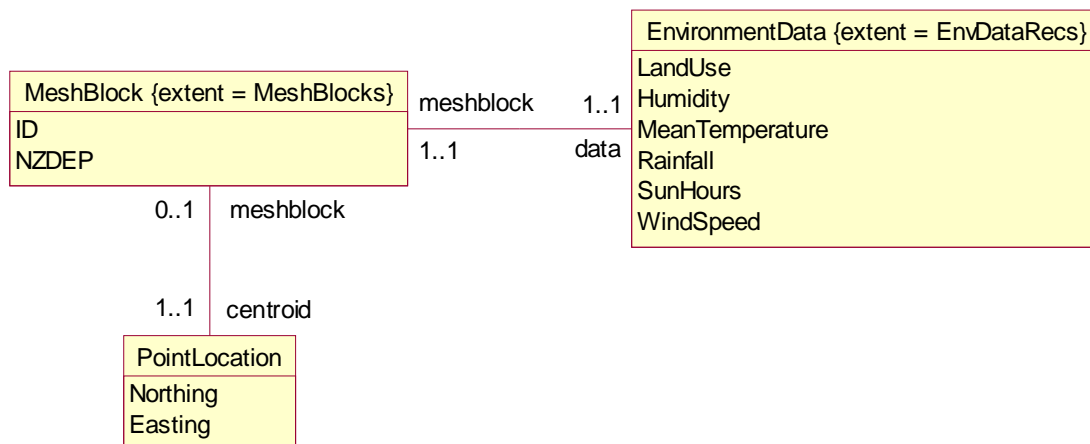 EnvironmentData {extent = EnvDataRecs}
LandUse
Humidity
MeanTemperature
Rainfall
SunHours
WindSpeed
MeshBlock {extent = MeshBlocks}
ID
NZDEP
meshblock
1..1
1..1
data
0..1
meshblock
1..1
centroid
PointLocation
Northing
Easting